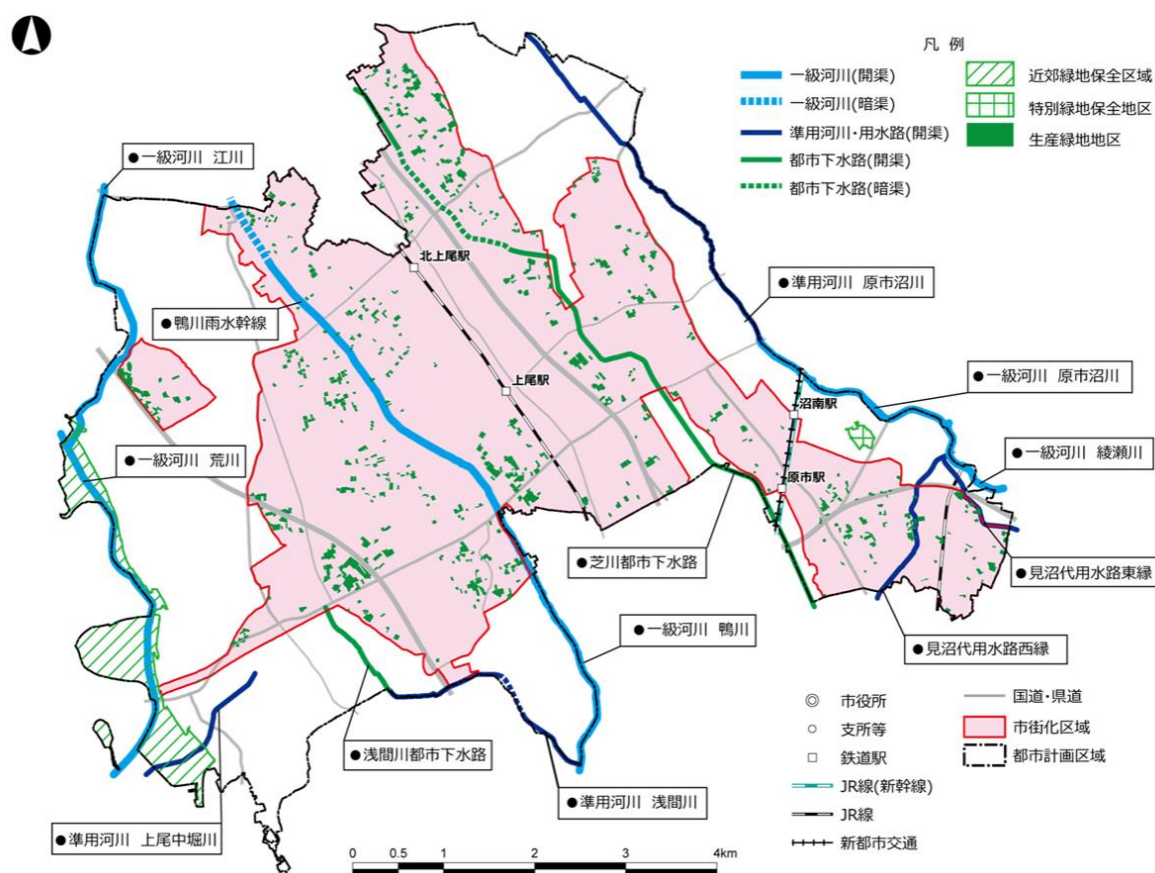 凡 例
一級河川(開渠)
一級河川(暗渠)
準用河川・用水路(開渠)
都市下水路(開渠)
都市下水路(暗渠)
近郊緑地保全区域
特別緑地保全地区
生産緑地地区
●一級河川 江川
北上尾駅
●準用河川 原市沼川
●鴨川雨水幹線
上尾駅
●一級河川 原市沼川
沼南駅
●一級河川 荒川
●一級河川 綾瀬川
原市駅
●芝川都市下水路
●見沼代用水路東縁
●一級河川 鴨川
●見沼代用水路西縁
●浅間川都市下水路
●準用河川 浅間川
●準用河川 上尾中堀川
市役所
支所等
鉄道駅
JR線(新幹線)
JR線
新都市交通
国道・県道
市街化区域
都市計画区域
0 0.5 1 2 3 4km